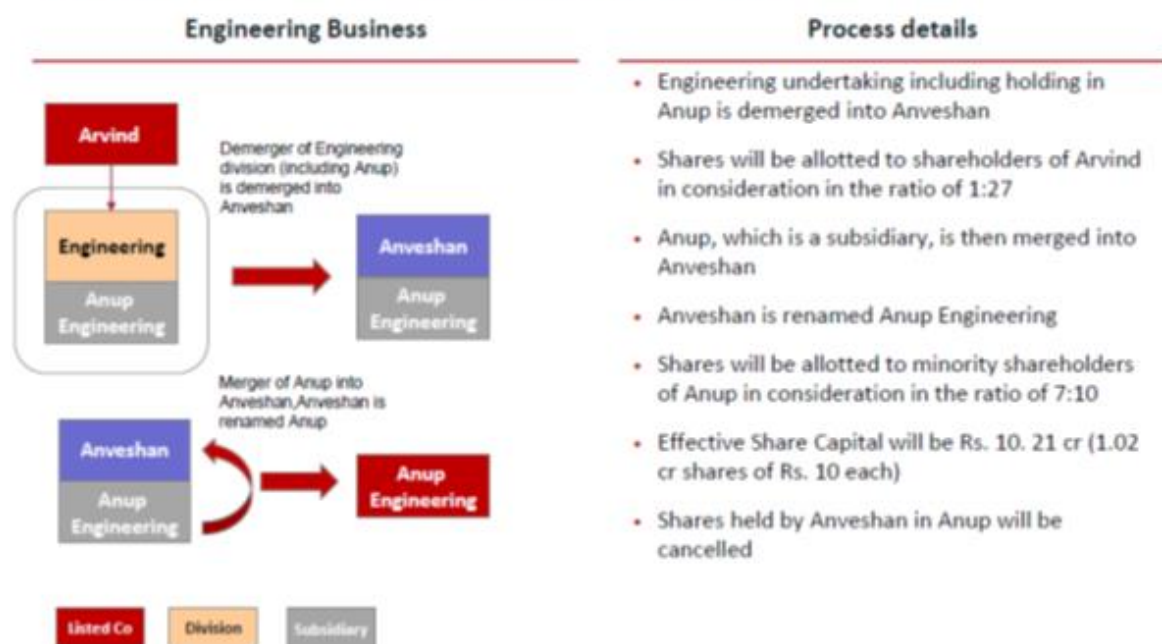 Engineering Business
Arvind
Demerger of Engineering
division (including Anup)
is demerged into
Anveshan
Engineering
Anup
Engineering
Anveshan
Anup
Engineering
Merger of Anup into
Anveshan,Anveshan is
renamed Anup
Anveshan
Anup
Engineering
Anup
Engineering
Listed Co
Division
Subsidiary
Process details
• Engineering undertaking including holding in
Anup is demerged into Anveshan
• Shares will be allotted to shareholders of Arvind
in consideration in the ratio of 1:27
• Anup, which is a subsidiary, is then merged into
Anveshan
• Anveshan is renamed Anup Engineering
• Shares will be allotted to minority shareholders
of Anup in consideration in the ratio of 7:10
• Effective Share Capital will be Rs. 10. 21 cr (1.02
cr shares of Rs. 10 each)
• Shares held by Anveshan in Anup will be
cancelled